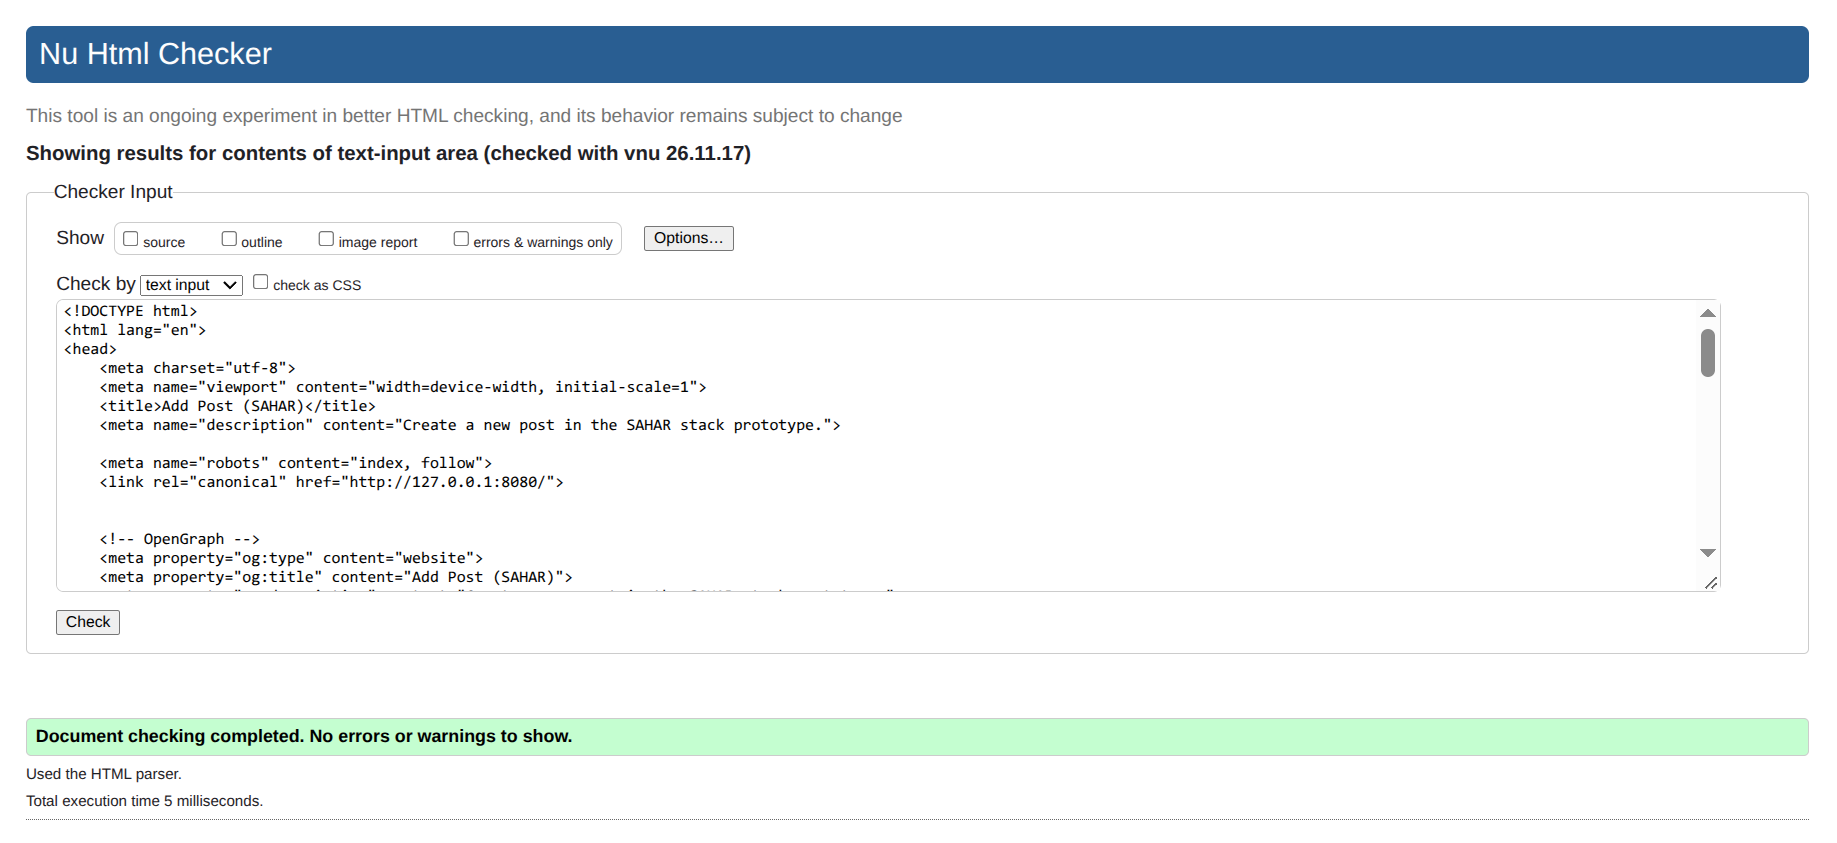 Nu Html Checker
This tool is an ongoing experiment in better HTML checking, and its behavior remains subject to change
Showing results for contents of text-input area (checked with vnu 26.11.17)
Checker Input
Show source outline image report errors & warnings only Options…
Check by text input check as CSS
<!DOCTYPE html>
<html lang="en">
<head>
    <meta charset="utf-8">
    <meta name="viewport" content="width=device-width, initial-scale=1">
    <title>Add Post (SAHAR)</title>
    <meta name="description" content="Create a new post in the SAHAR stack prototype.">
    <meta name="robots" content="index, follow">
    <link rel="canonical" href="http://127.0.0.1:8080/">
    <!-- OpenGraph -->
    <meta property="og:type" content="website">
    <meta property="og:title" content="Add Post (SAHAR)">
Check
Document checking completed. No errors or warnings to show.
Used the HTML parser.
Total execution time 5 milliseconds.